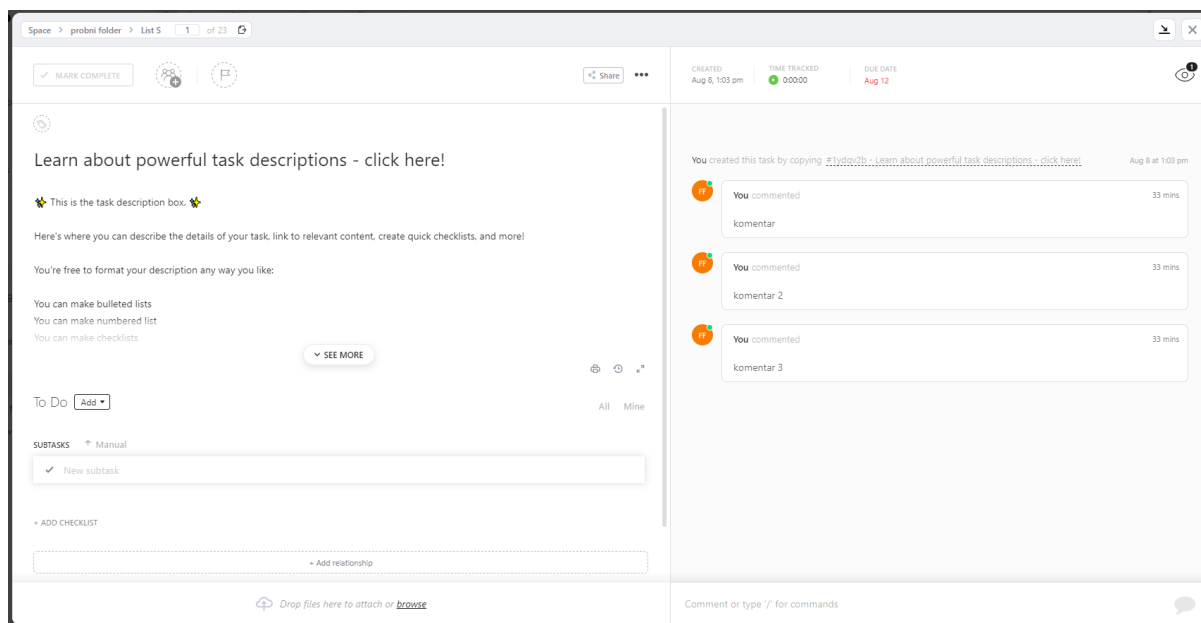 Space > probni folder > List S 1 of 23
MARK COMPLETE
Share
CREATED
Aug 8, 1:03 pm
TIME TRACKED
0:00:00
DUE DATE
Aug 12
1
Learn about powerful task descriptions - click here!
✨ This is the task description box. ✨
Here's where you can describe the details of your task, link to relevant content, create quick checklists, and more!
You're free to format your description any way you like:
You can make bulleted lists
You can make numbered list
You can make checklists
SEE MORE
To Do Add
All Mine
SUBTASKS Manual
New subtask
+ ADD CHECKLIST
+ Add relationship
Drop files here to attach or browse
You created this task by copying #1ydqv2b - Learn about powerful task descriptions - click here! Aug 8 at 1:03 pm
FF
You commented 33 mins
komentar
FF
You commented 33 mins
komentar 2
FF
You commented 33 mins
komentar 3
Comment or type '/' for commands